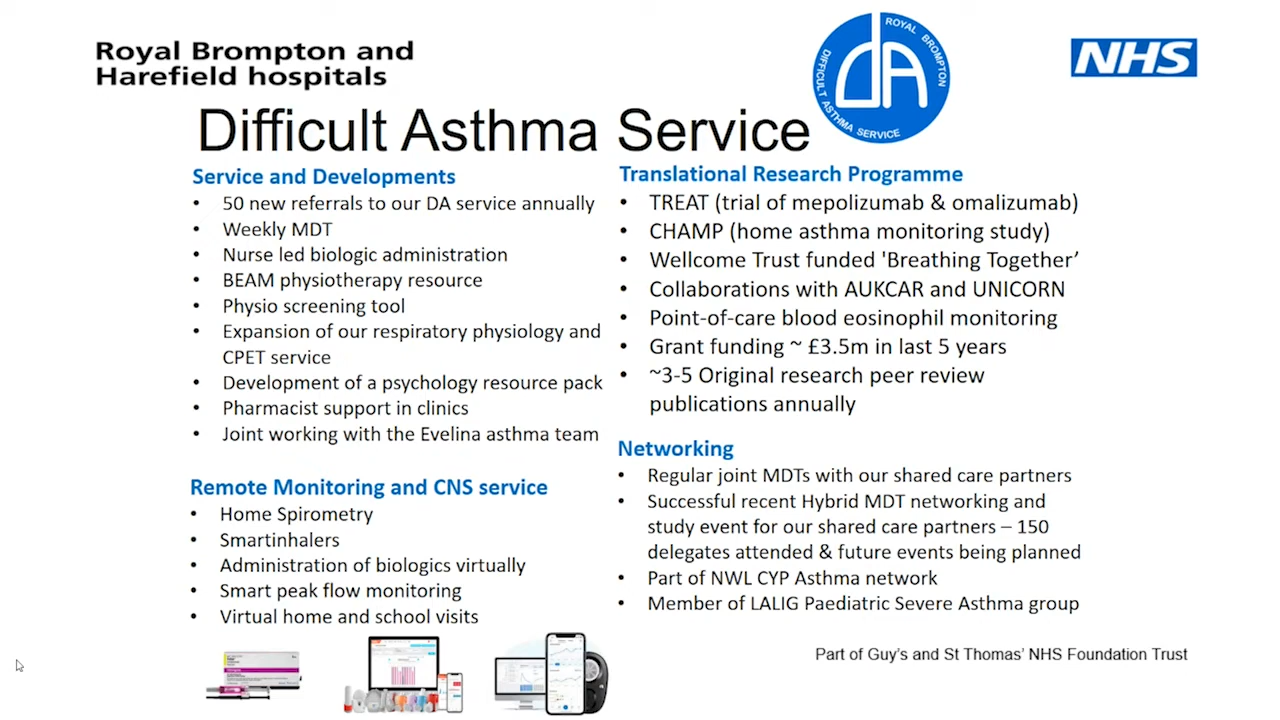 Royal Brompton and
Harefield hospitals
ROYAL BROMPTON
DIFFICULT ASTHMA SERVICE
dA
NHS
Difficult Asthma Service
Service and Developments
• 50 new referrals to our DA service annually
• Weekly MDT
• Nurse led biologic administration
• BEAM physiotherapy resource
• Physio screening tool
• Expansion of our respiratory physiology and
CPET service
• Development of a psychology resource pack
• Pharmacist support in clinics
• Joint working with the Evelina asthma team
Remote Monitoring and CNS service
• Home Spirometry
• Smartinhalers
• Administration of biologics virtually
• Smart peak flow monitoring
• Virtual home and school visits
Translational Research Programme
• TREAT (trial of mepolizumab & omalizumab)
• CHAMP (home asthma monitoring study)
• Wellcome Trust funded 'Breathing Together’
• Collaborations with AUKCAR and UNICORN
• Point-of-care blood eosinophil monitoring
• Grant funding ~ £3.5m in last 5 years
• ~3-5 Original research peer review
publications annually
Networking
• Regular joint MDTs with our shared care partners
• Successful recent Hybrid MDT networking and
study event for our shared care partners – 150
delegates attended & future events being planned
• Part of NWL CYP Asthma network
• Member of LALIG Paediatric Severe Asthma group
Part of Guy’s and St Thomas’ NHS Foundation Trust